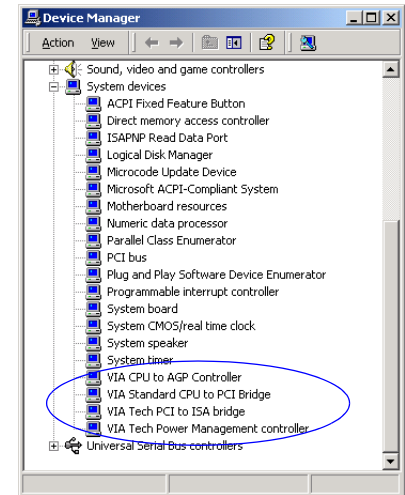 Device Manager
Action View
Sound, video and game controllers
System devices
ACPI Fixed Feature Button
Direct memory access controller
ISAPNP Read Data Port
Logical Disk Manager
Microcode Update Device
Microsoft ACPI-Compliant System
Motherboard resources
Numeric data processor
Parallel Class Enumerator
PCI bus
Plug and Play Software Device Enumerator
Programmable interrupt controller
System board
System CMOS/real time clock
System speaker
System timer
VIA CPU to AGP Controller
VIA Standard CPU to PCI Bridge
VIA Tech PCI to ISA bridge
VIA Tech Power Management controller
Universal Serial Bus controllers